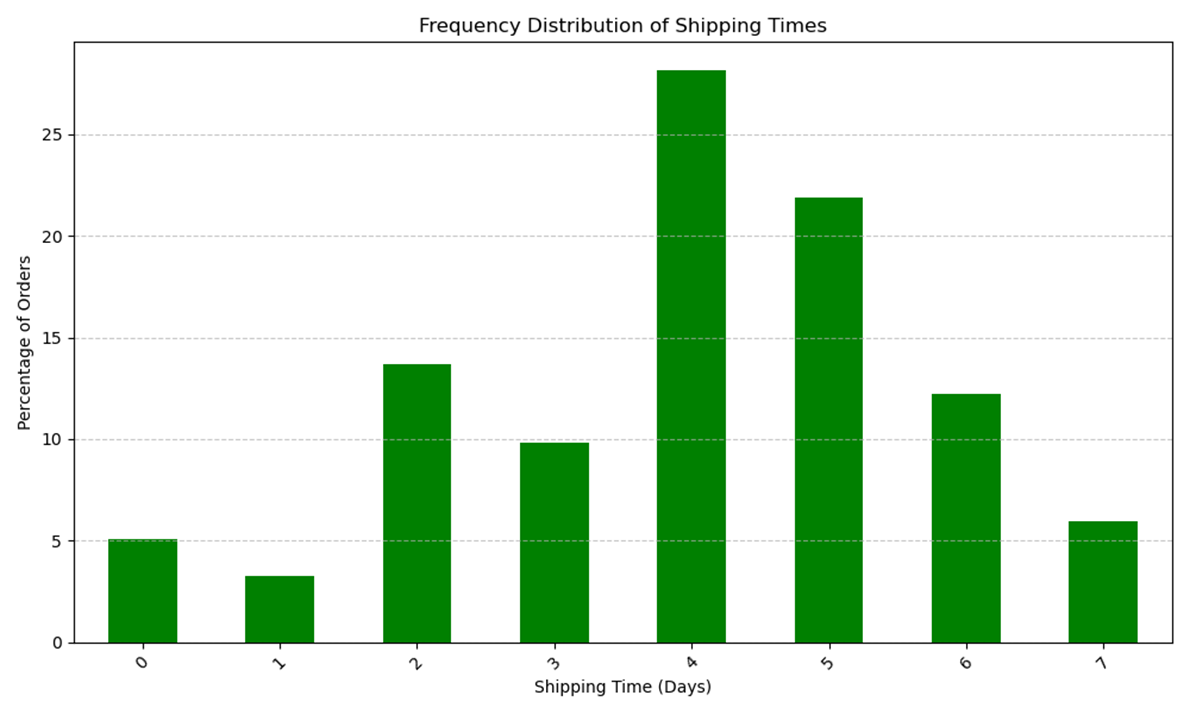 Frequency Distribution of Shipping Times
Percentage of Orders
25
20
15
10
5
0
0 1 2 3 4 5 6 7
Shipping Time (Days)